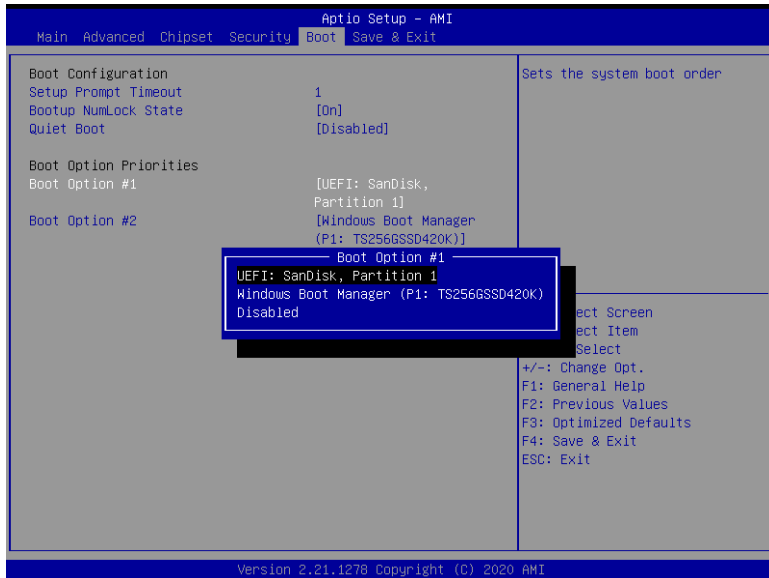 Aptio Setup - AMI
Main Advanced Chipset Security Boot Save & Exit
Boot Configuration
Setup Prompt Timeout 1
Bootup NumLock State [On]
Quiet Boot [Disabled]
Boot Option Priorities
Boot Option #1 [UEFI: SanDisk,
Partition 1]
Boot Option #2 [Windows Boot Manager
(P1: TS256GSSD420K)]
Boot Option #1
UEFI: SanDisk, Partition 1
Windows Boot Manager (P1: TS256GSSD420K)
Disabled
Sets the system boot order
ect Screen
ect Item
Select
+/-: Change Opt.
F1: General Help
F2: Previous Values
F3: Optimized Defaults
F4: Save & Exit
ESC: Exit
Version 2.21.1278 Copyright (C) 2020 AMI